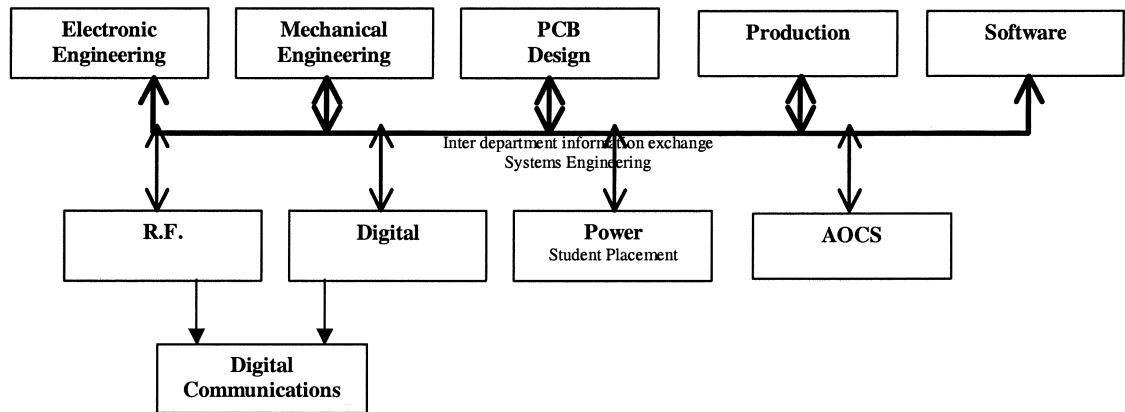 Electronic
Engineering
Mechanical
Engineering
PCB
Design
Production
Software
Inter department information exchange
Systems Engineering
R.F.
Digital
Power
Student Placement
AOCS
Digital
Communications